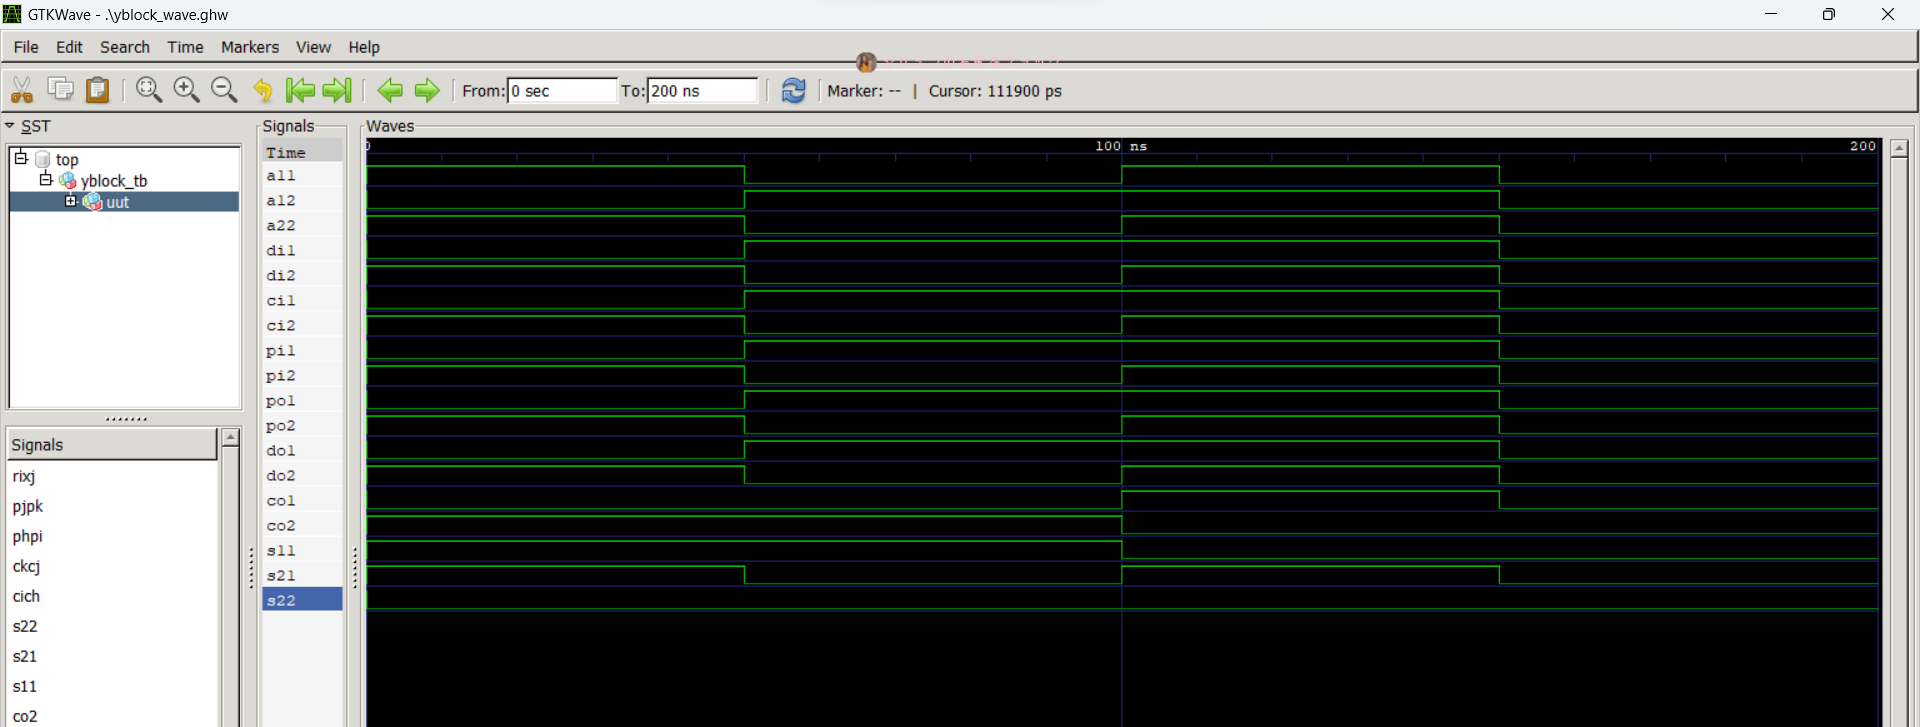 GTKWave - .\yblock_wave.ghw
File Edit Search Time Markers View Help
From: 0 sec To: 200 ns Marker: -- | Cursor: 111900 ps
SST
top
yblock_tb
uut
Signals
rixj
pjpk
phpi
ckcj
cich
s22
s21
s11
co2
Signals
Time
a11
a12
a22
di1
di2
ci1
ci2
pi1
pi2
po1
po2
do1
do2
co1
co2
s11
s21
s22
Waves
0 100 ns 200